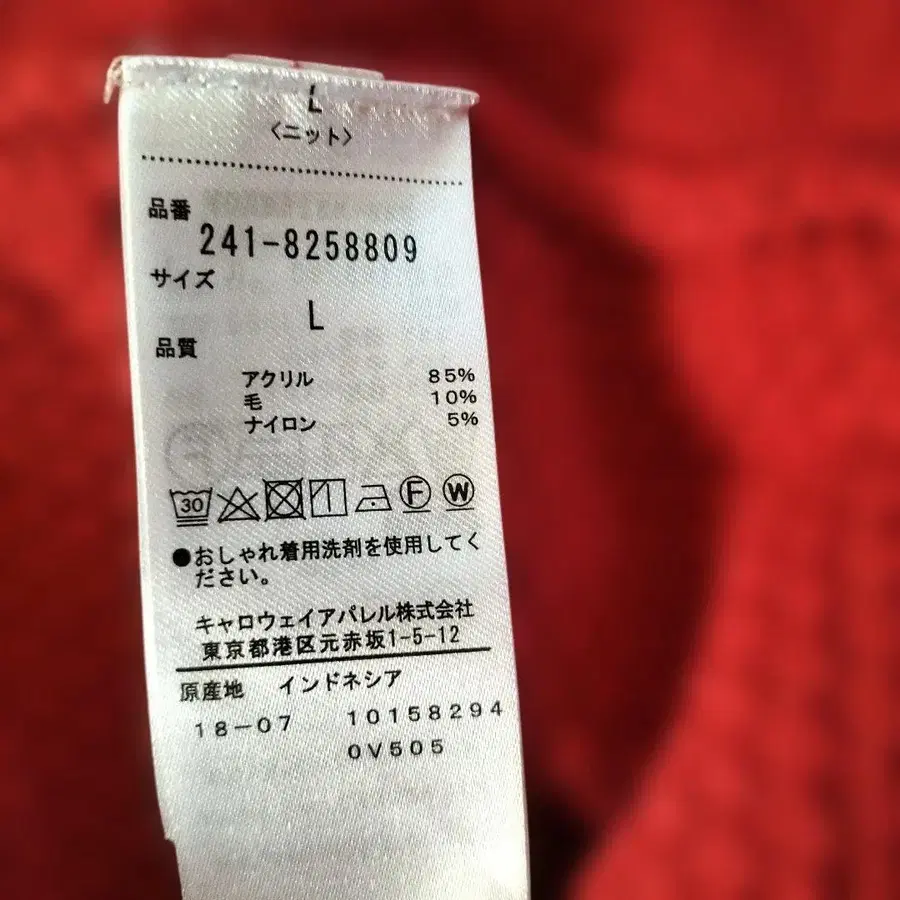 L
〈ニット〉
品番
241-8258809
サイズ
L
品質
アクリル 85%
毛 10%
ナイロン 5%
30 F W
●おしゃれ着用洗剤を使用してく
ださい。
キャロウェイアパレル株式会社
東京都港区元赤坂1-5-12
原産地 インドネシア
18-07 10158294
0V505